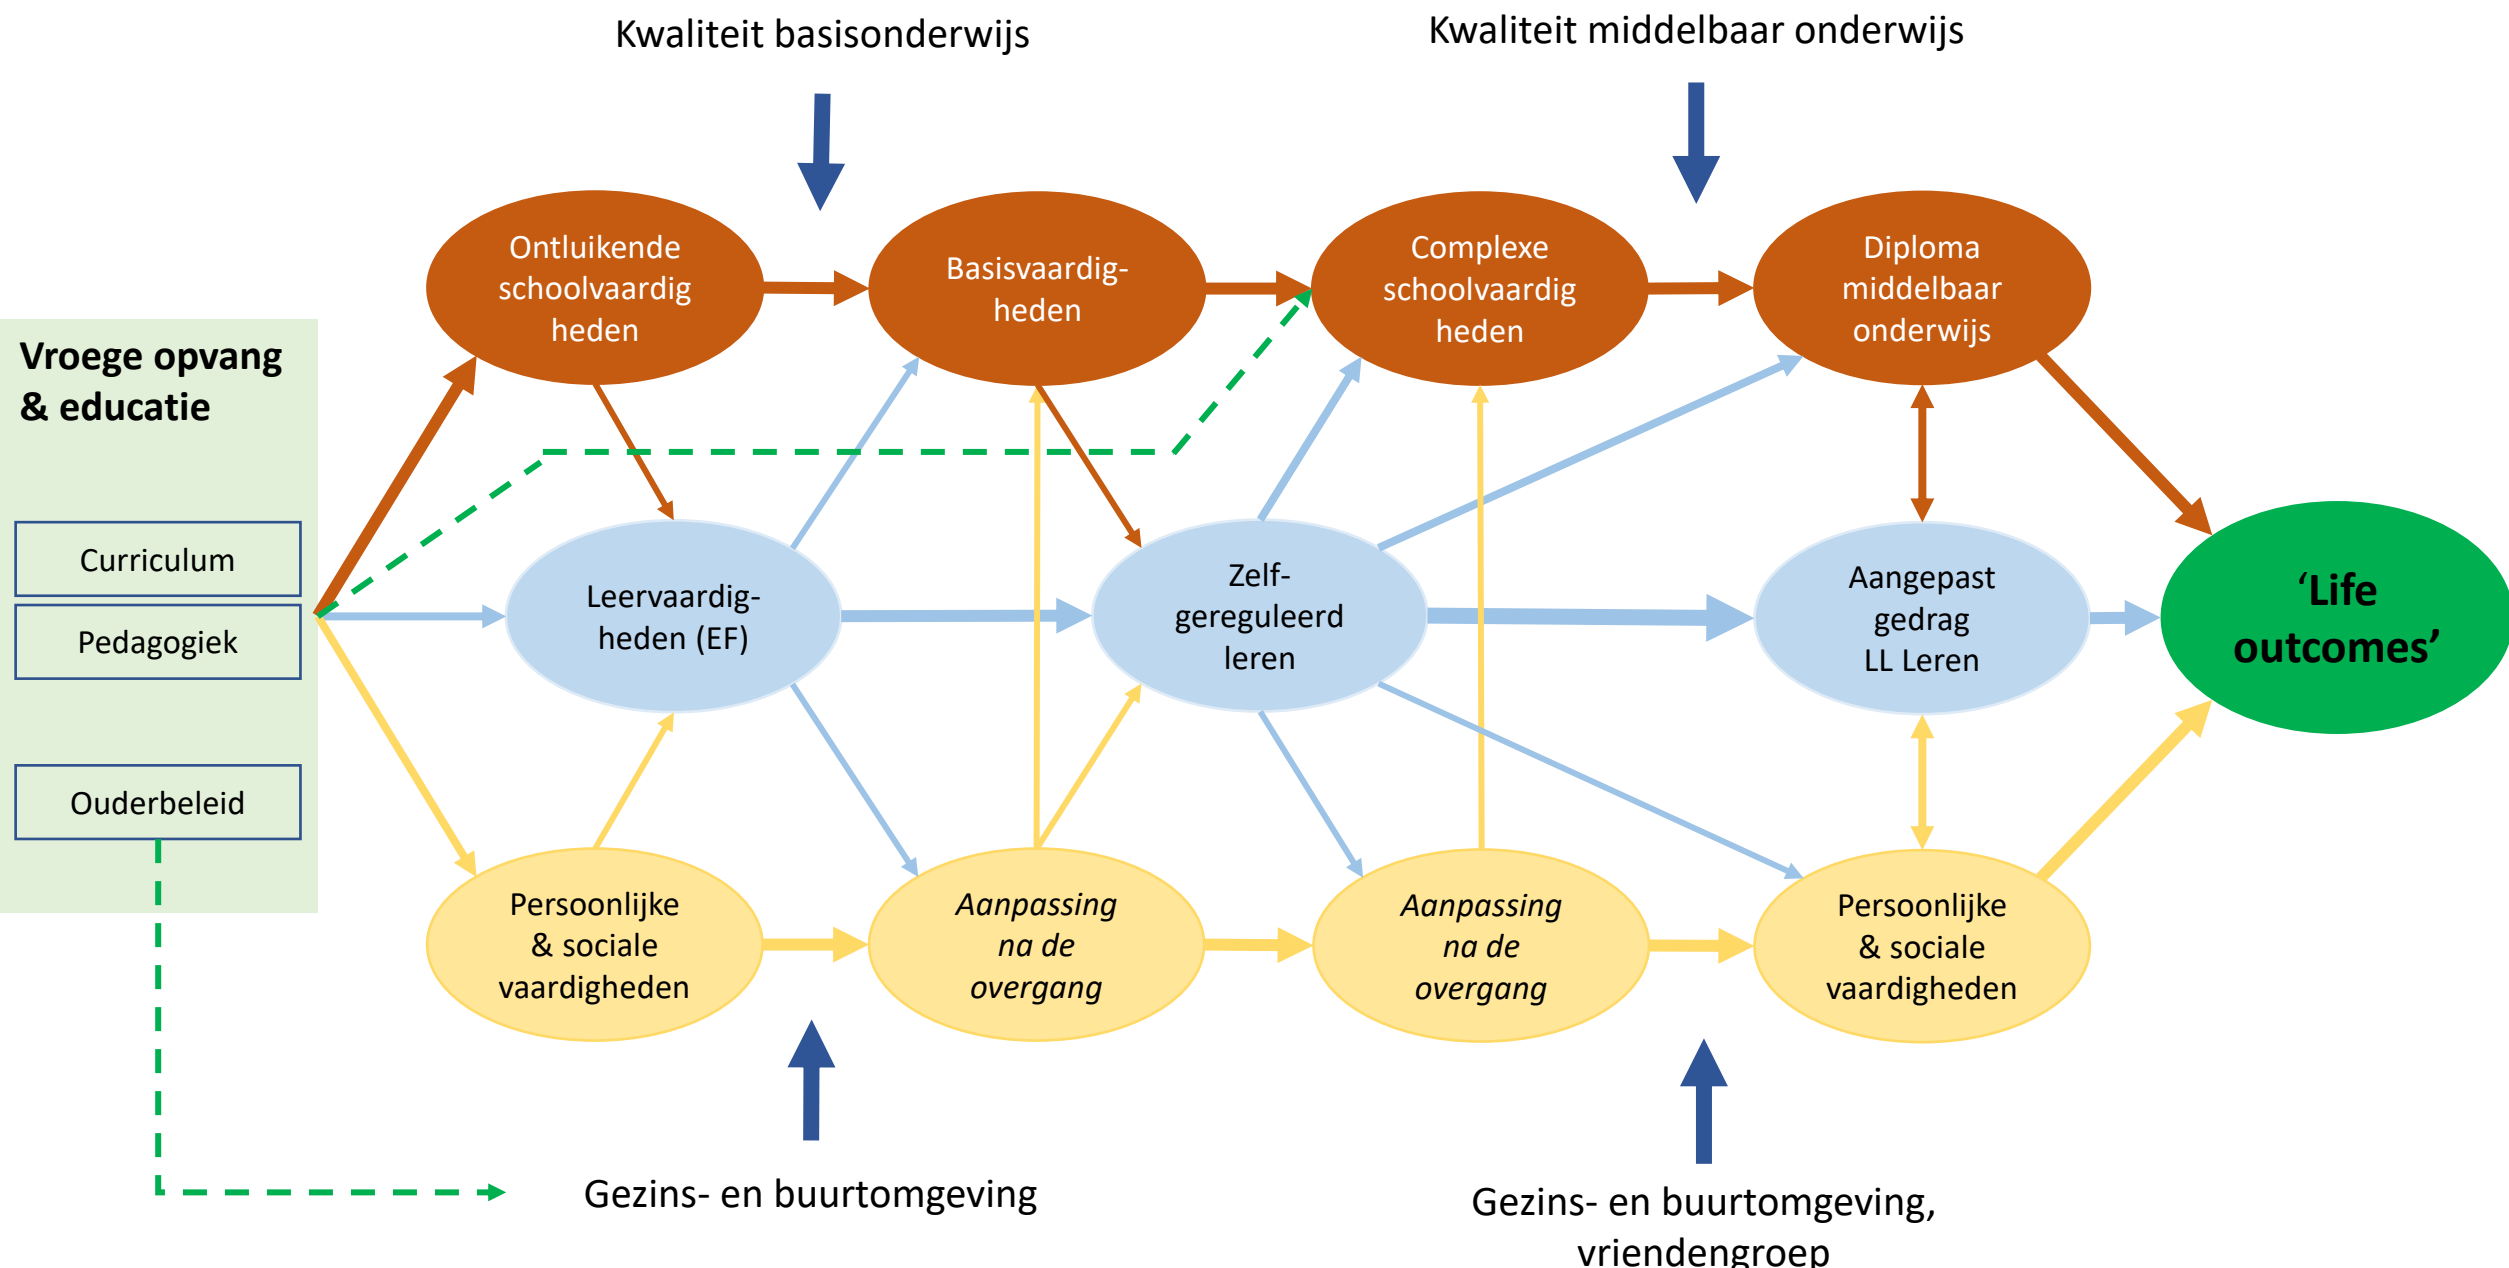 Kwaliteit basisonderwijs
Kwaliteit middelbaar onderwijs
Vroege opvang
& educatie
Curriculum
Pedagogiek
Ouderbeleid
Ontluikende
schoolvaardig
heden
Basisvaardig-
heden
Complexe
schoolvaardig
heden
Diploma
middelbaar
onderwijs
Leervaardig-
heden (EF)
Zelf-
gereguleerd
leren
Aangepast
gedrag
LL Leren
‘Life
outcomes’
Persoonlijke
& sociale
vaardigheden
Aanpassing
na de
overgang
Aanpassing
na de
overgang
Persoonlijke
& sociale
vaardigheden
Gezins- en buurtomgeving
Gezins- en buurtomgeving,
vriendengroep